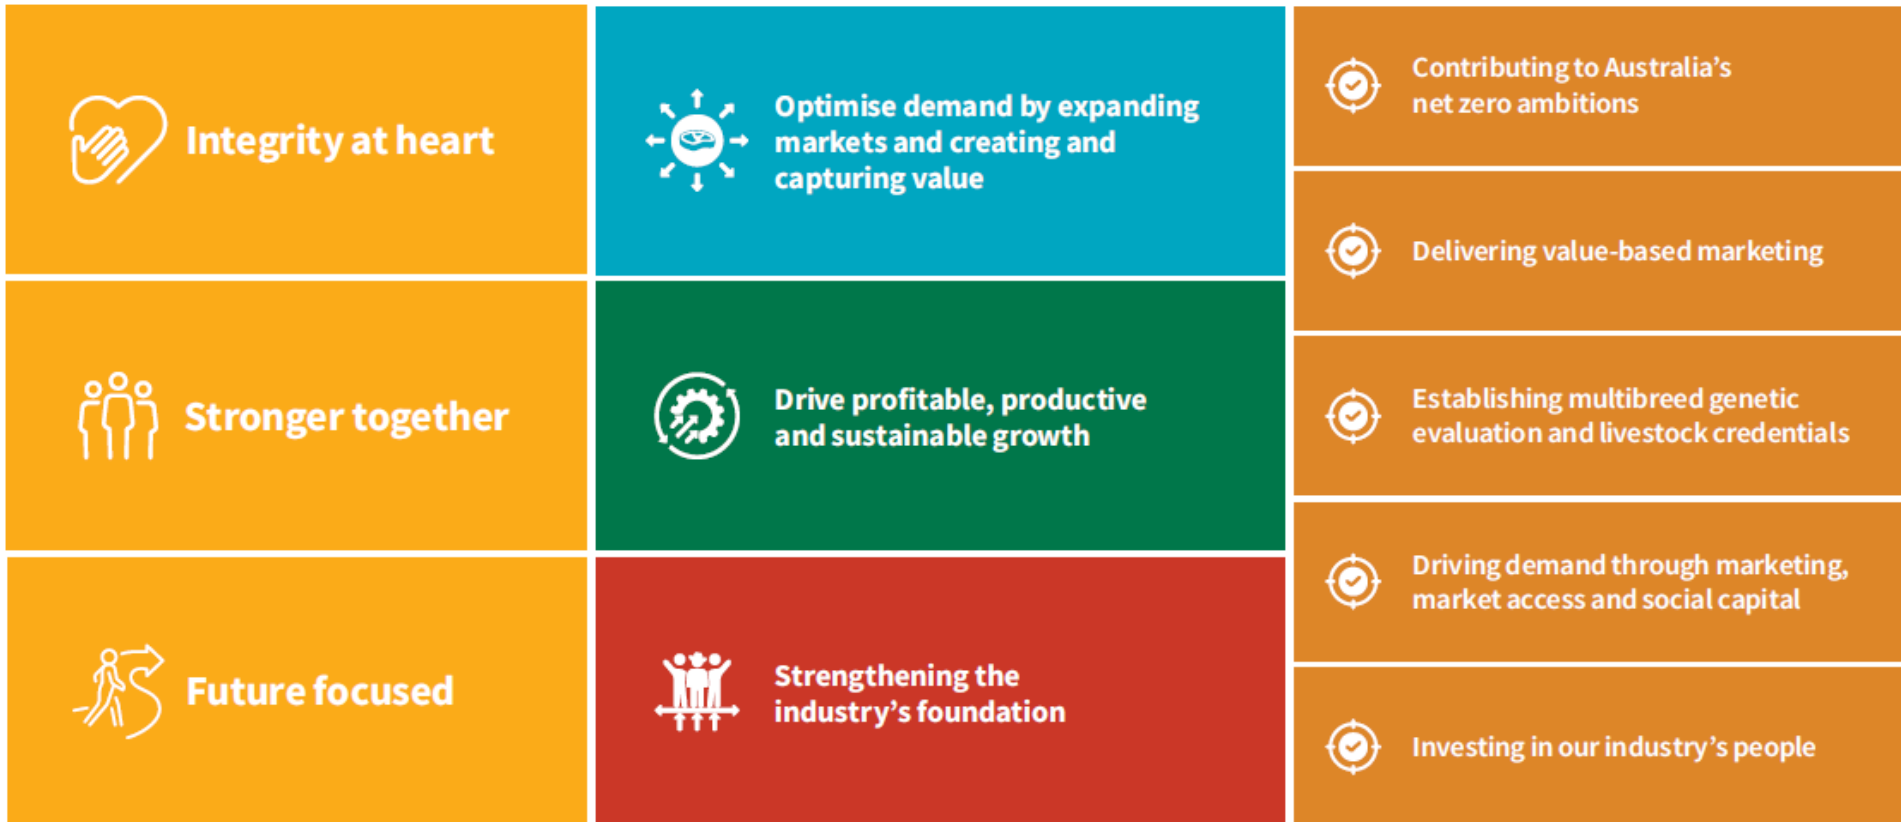 Integrity at heart
Stronger together
Future focused
Optimise demand by expanding
markets and creating and
capturing value
Drive profitable, productive
and sustainable growth
Strengthening the
industry’s foundation
Contributing to Australia’s
net zero ambitions
Delivering value-based marketing
Establishing multibreed genetic
evaluation and livestock credentials
Driving demand through marketing,
market access and social capital
Investing in our industry’s people